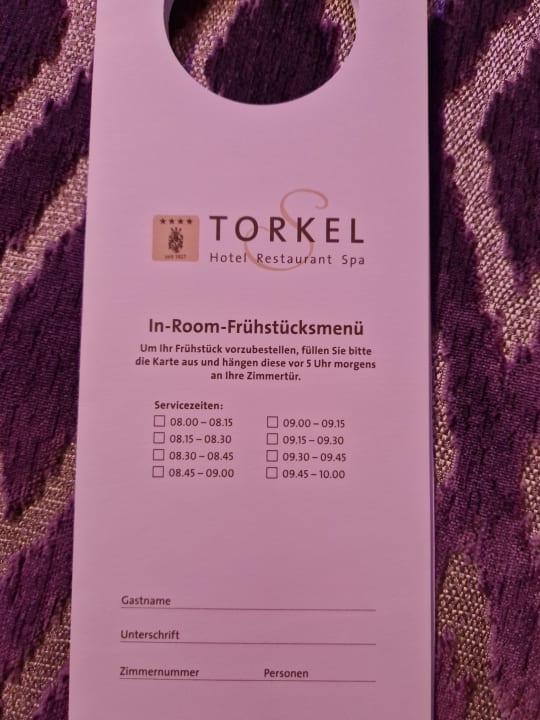 ★★★★
seit 1927
TORKEL
S
Hotel Restaurant Spa
In-Room-Frühstücksmenü
Um Ihr Frühstück vorzubestellen, füllen Sie bitte
die Karte aus und hängen diese vor 5 Uhr morgens
an Ihre Zimmertür.
Servicezeiten:
☐ 08.00 – 08.15 ☐ 09.00 – 09.15
☐ 08.15 – 08.30 ☐ 09.15 – 09.30
☐ 08.30 – 08.45 ☐ 09.30 – 09.45
☐ 08.45 – 09.00 ☐ 09.45 – 10.00
Gastname
Unterschrift
Zimmernummer Personen